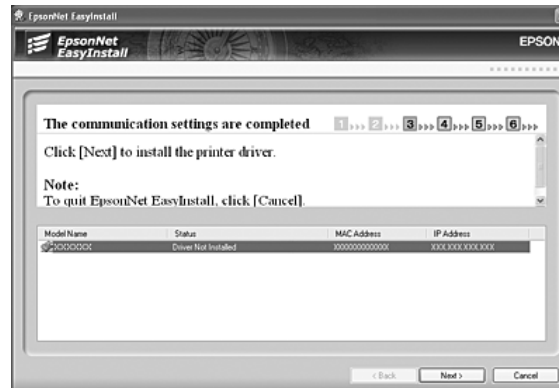 EpsonNet EasyInstall
EpsonNet
EasyInstall
EPSON
The communication settings are completed 1 2 3 4 5 6
Click [Next] to install the printer driver.
Note:
To quit EpsonNet EasyInstall, click [Cancel].
Model Name Status MAC Address IP Address
XXXXXXX Driver Not Installed XXXXXXXXXXXX XXX.XXX.XXX.XXX
< Back Next > Cancel